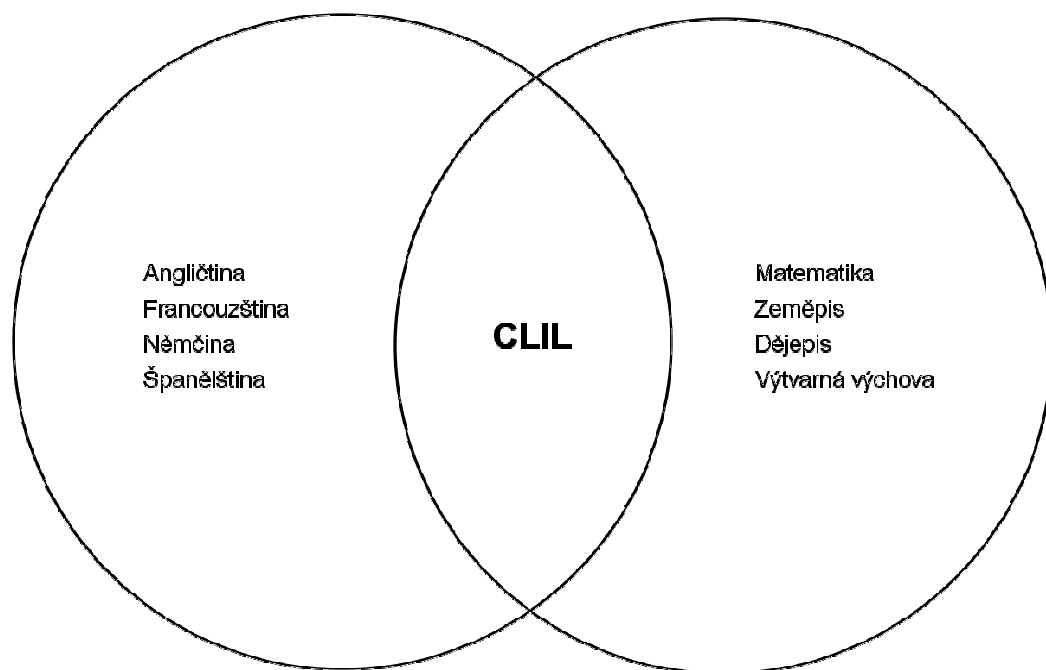 Angličtina
Francouzština
Němčina
Španělština
CLIL
Matematika
Zeměpis
Dějepis
Výtvarná výchova